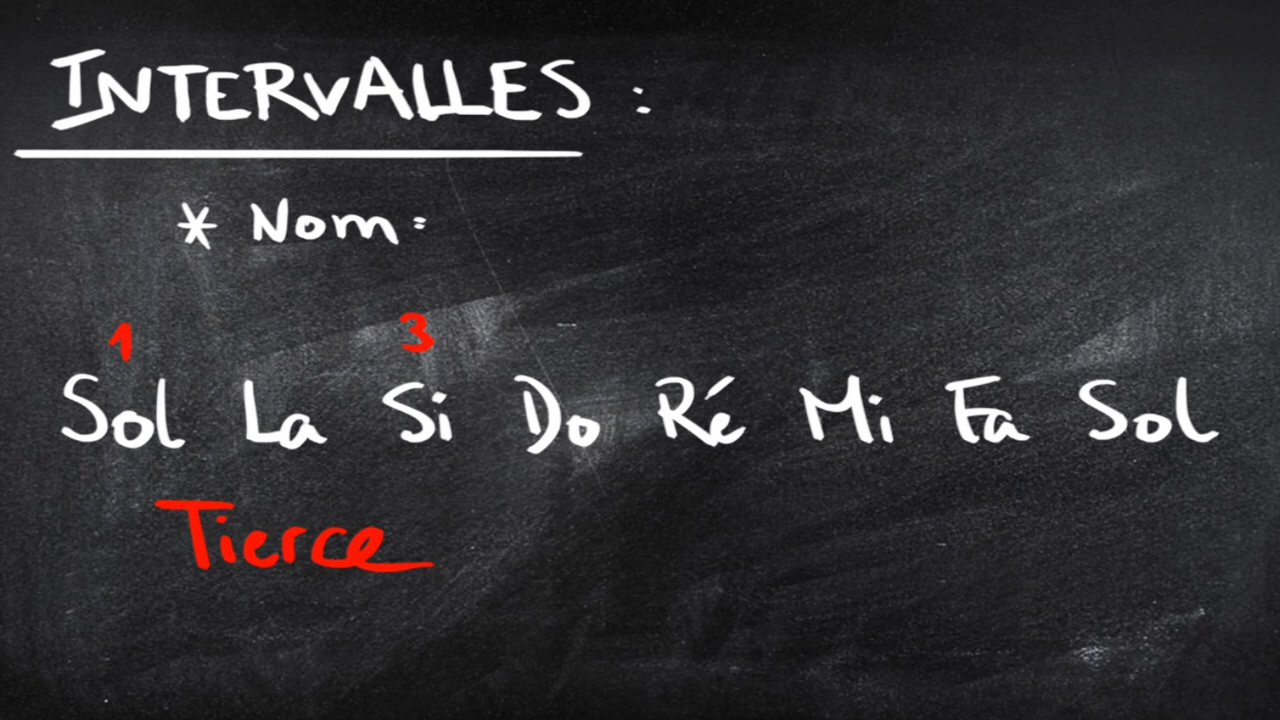 INTERVALLES :
* Nom :
1 3
Sol La Si Do Ré Mi Fa Sol
Tierce